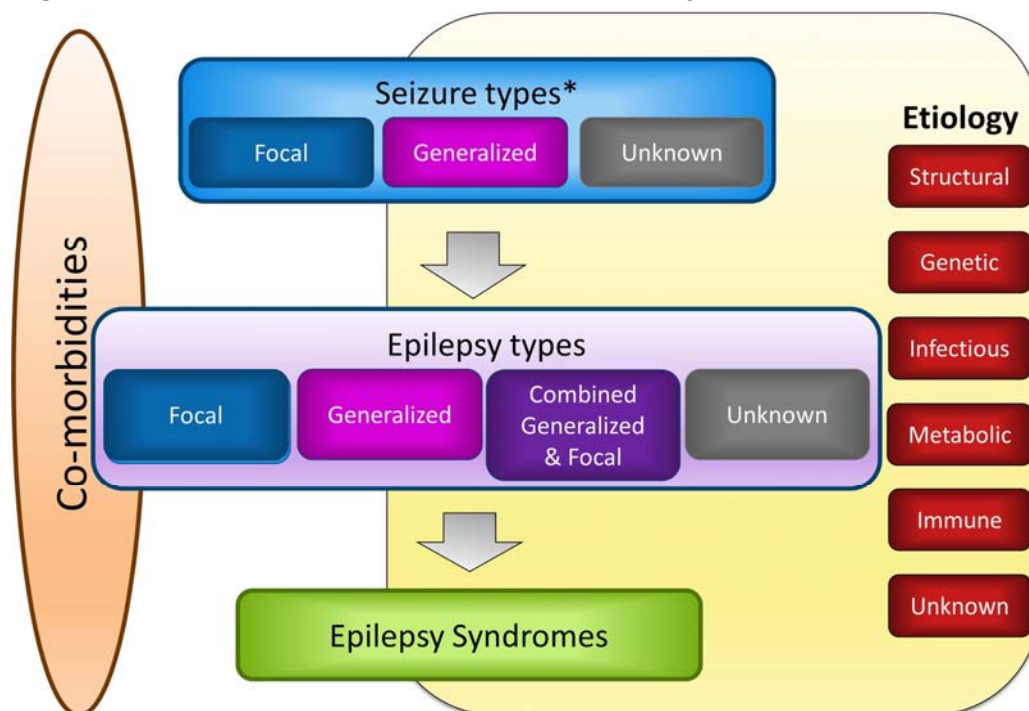 Seizure types*
Focal
Generalized
Unknown
Co-morbidities
Epilepsy types
Focal
Generalized
Combined
Generalized
& Focal
Unknown
Epilepsy Syndromes
Etiology
Structural
Genetic
Infectious
Metabolic
Immune
Unknown